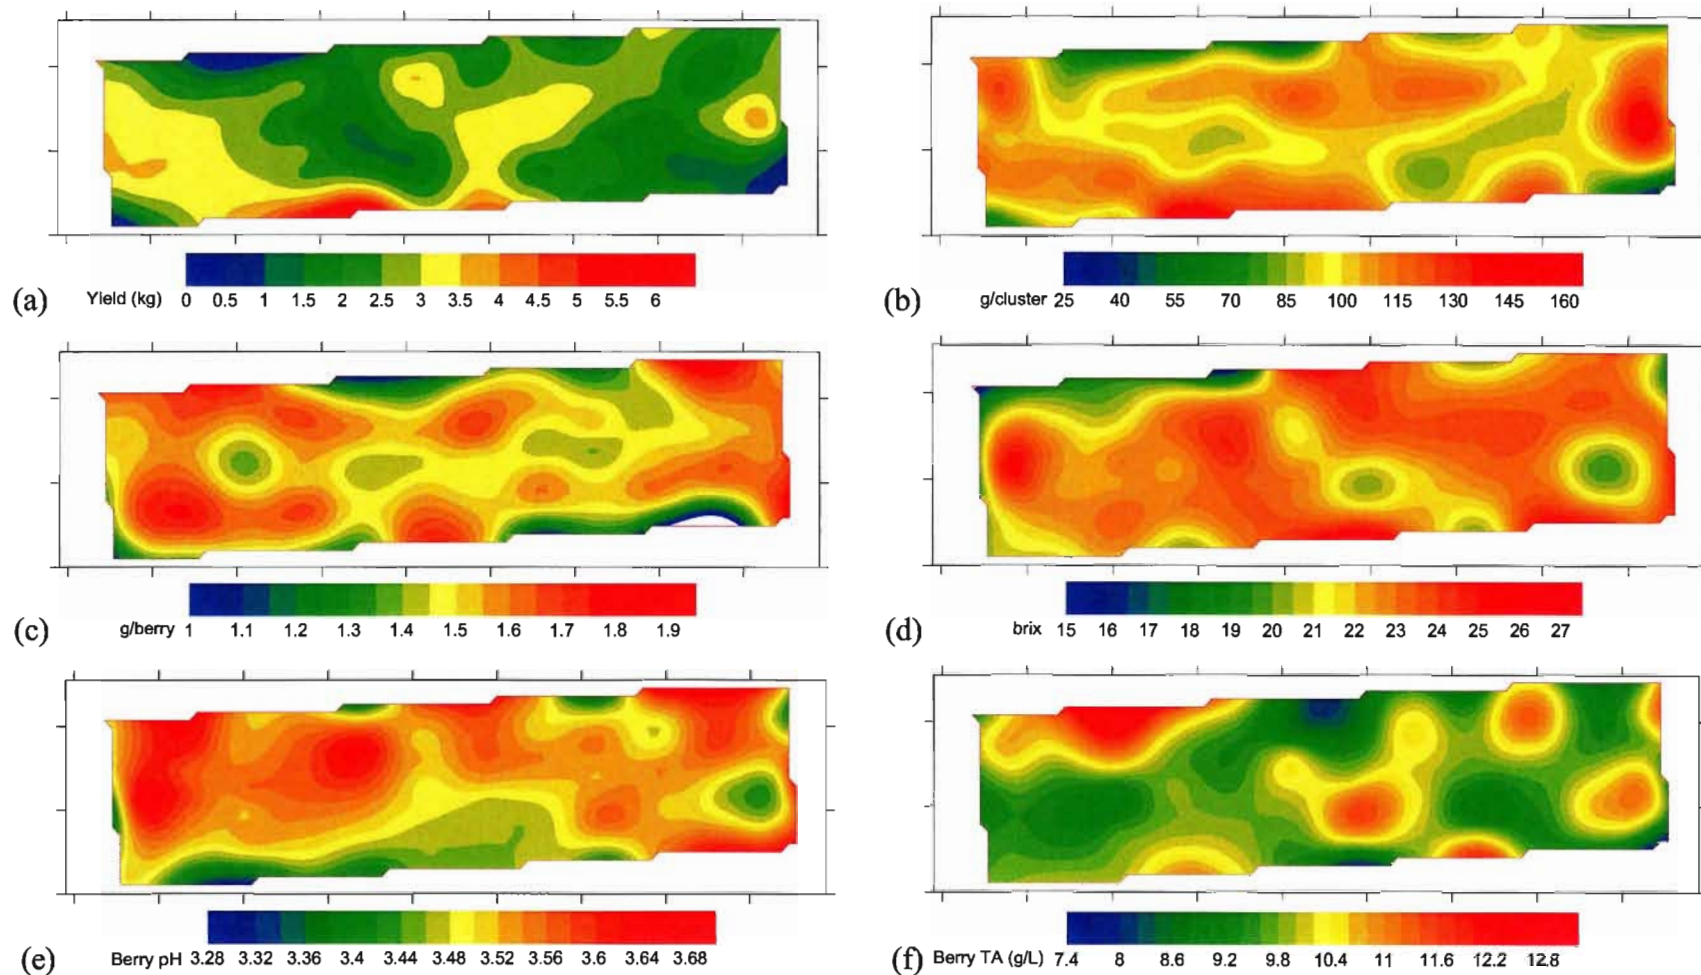 (a) Yield (kg) 0 0.5 1 1.5 2 2.5 3 3.5 4 4.5 5 5.5 6
(b) g/cluster 25 40 55 70 85 100 115 130 145 160
(c) g/berry 1 1.1 1.2 1.3 1.4 1.5 1.6 1.7 1.8 1.9
(d) brix 15 16 17 18 19 20 21 22 23 24 25 26 27
(e) Berry pH 3.28 3.32 3.36 3.4 3.44 3.48 3.52 3.56 3.6 3.64 3.68
(f) Berry TA (g/L) 7.4 8 8.6 9.2 9.8 10.4 11 11.6 12.2 12.8